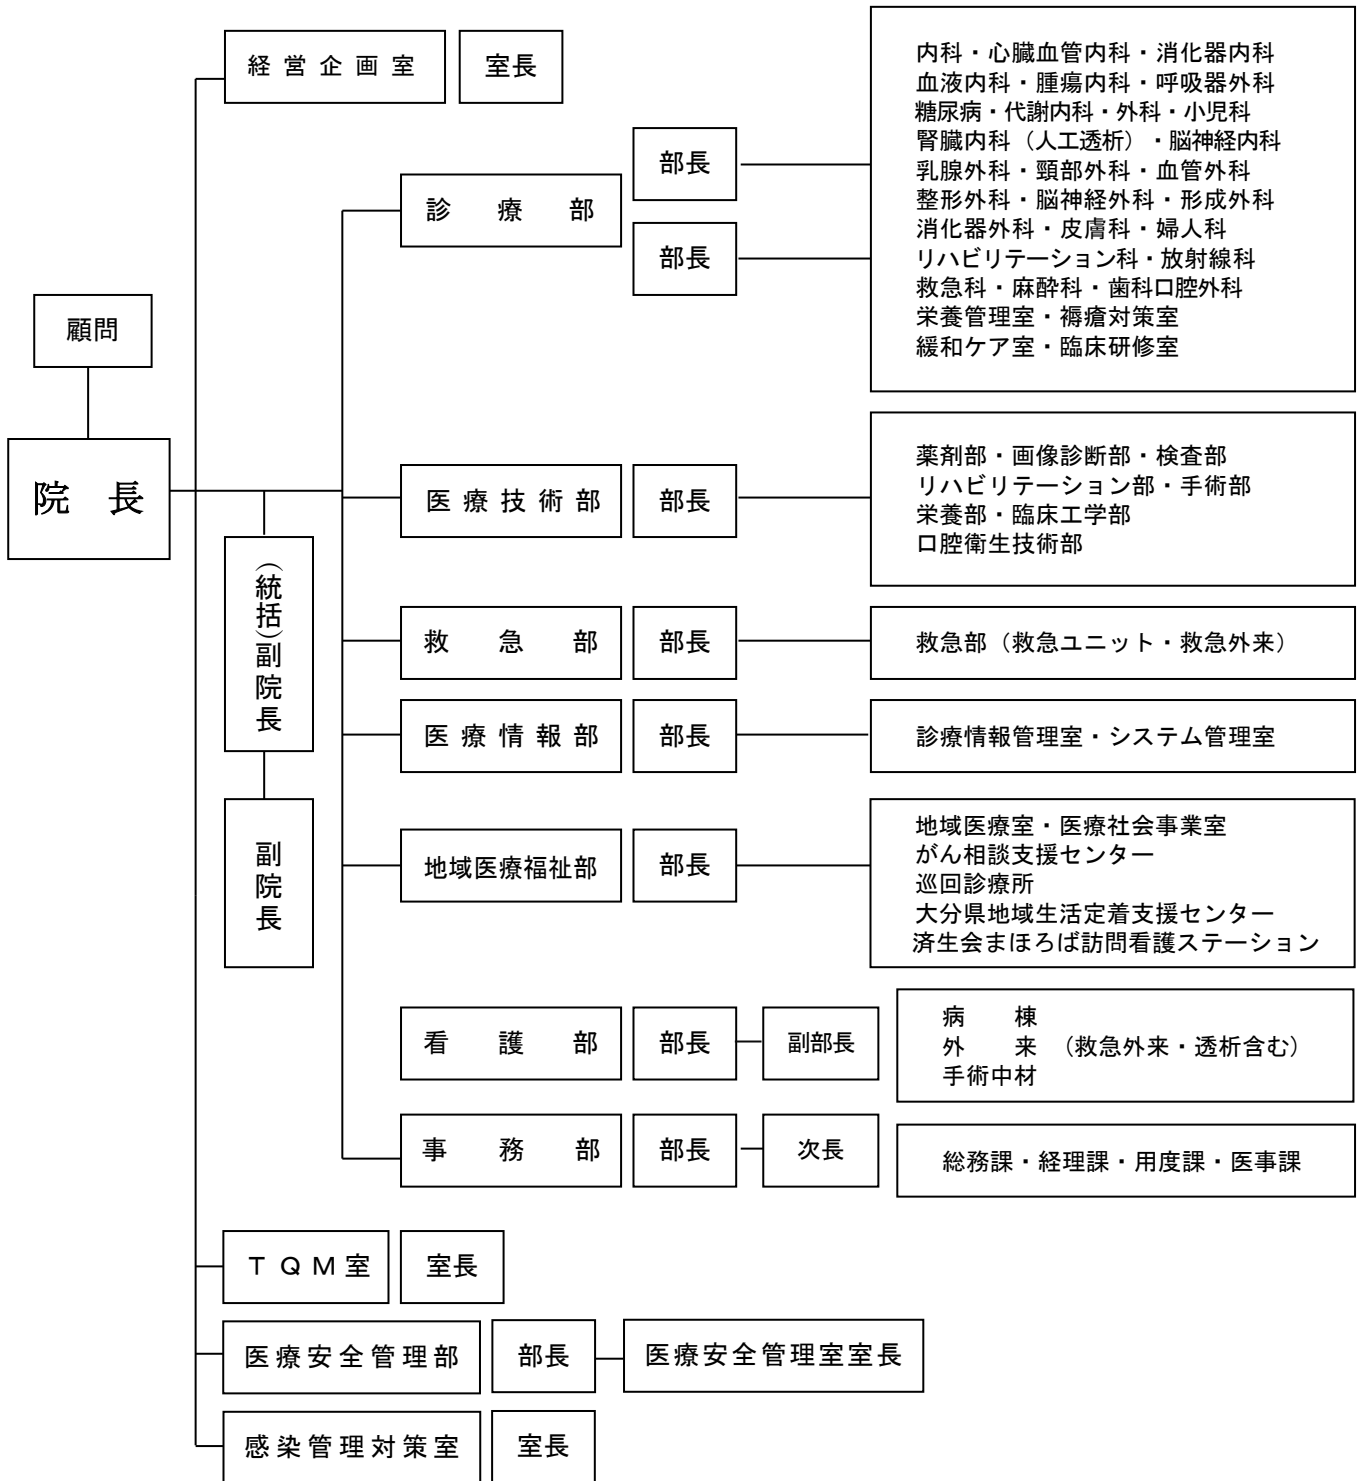 経営企画室 室長
顧問
院長
(統括)副院長
副院長
診療部 部長
部長
内科・心臓血管内科・消化器内科
血液内科・腫瘍内科・呼吸器外科
糖尿病・代謝内科・外科・小児科
腎臓内科（人工透析）・脳神経内科
乳腺外科・頸部外科・血管外科
整形外科・脳神経外科・形成外科
消化器外科・皮膚科・婦人科
リハビリテーション科・放射線科
救急科・麻酔科・歯科口腔外科
栄養管理室・褥瘡対策室
緩和ケア室・臨床研修室
医療技術部 部長
薬剤部・画像診断部・検査部
リハビリテーション部・手術部
栄養部・臨床工学部
口腔衛生技術部
救急部 部長
救急部（救急ユニット・救急外来）
医療情報部 部長
診療情報管理室・システム管理室
地域医療福祉部 部長
地域医療室・医療社会事業室
がん相談支援センター
巡回診療所
大分県地域生活定着支援センター
済生会まほろば訪問看護ステーション
看護部 部長 副部長
病棟
外来（救急外来・透析含む）
手術中材
事務部 部長 次長
総務課・経理課・用度課・医事課
ＴＱＭ室 室長
医療安全管理部 部長 医療安全管理室室長
感染管理対策室 室長